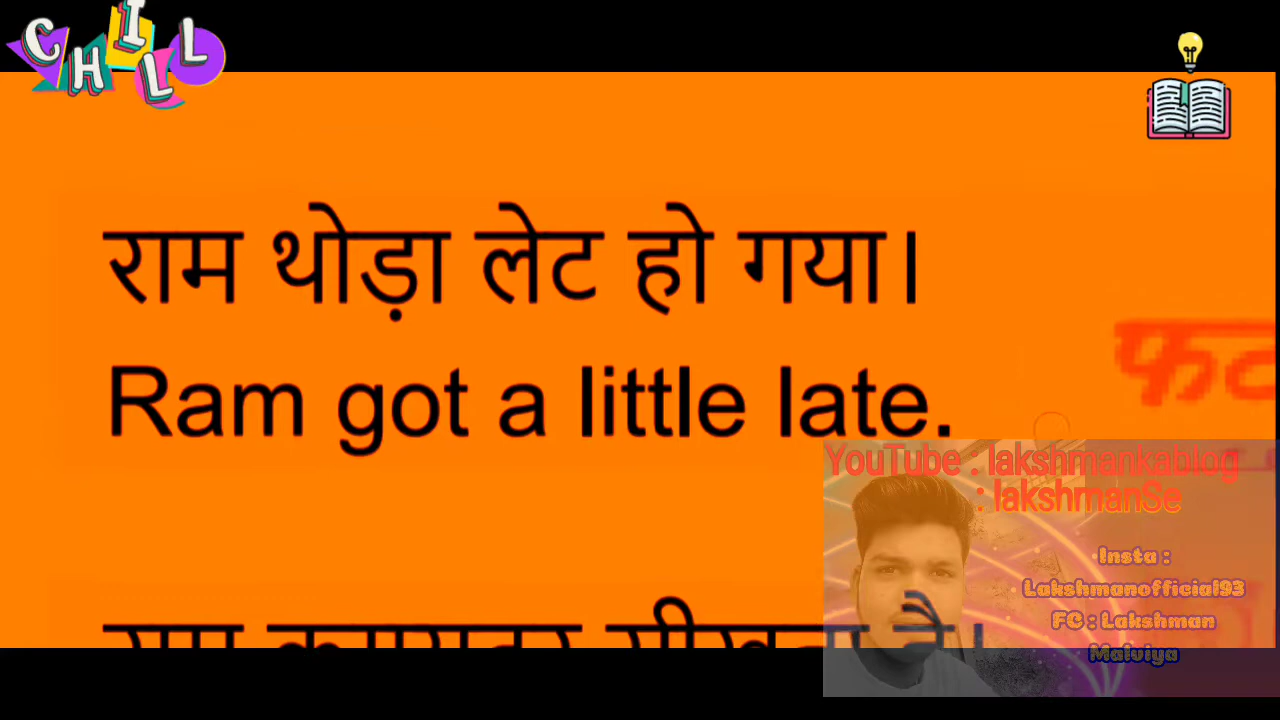 CHILL
राम थोड़ा लेट हो गया।
Ram got a little late.
YouTube : lakshmankablog
: lakshmanSe
Insta :
Lakshmanofficial93
FC : Lakshman
Malviya